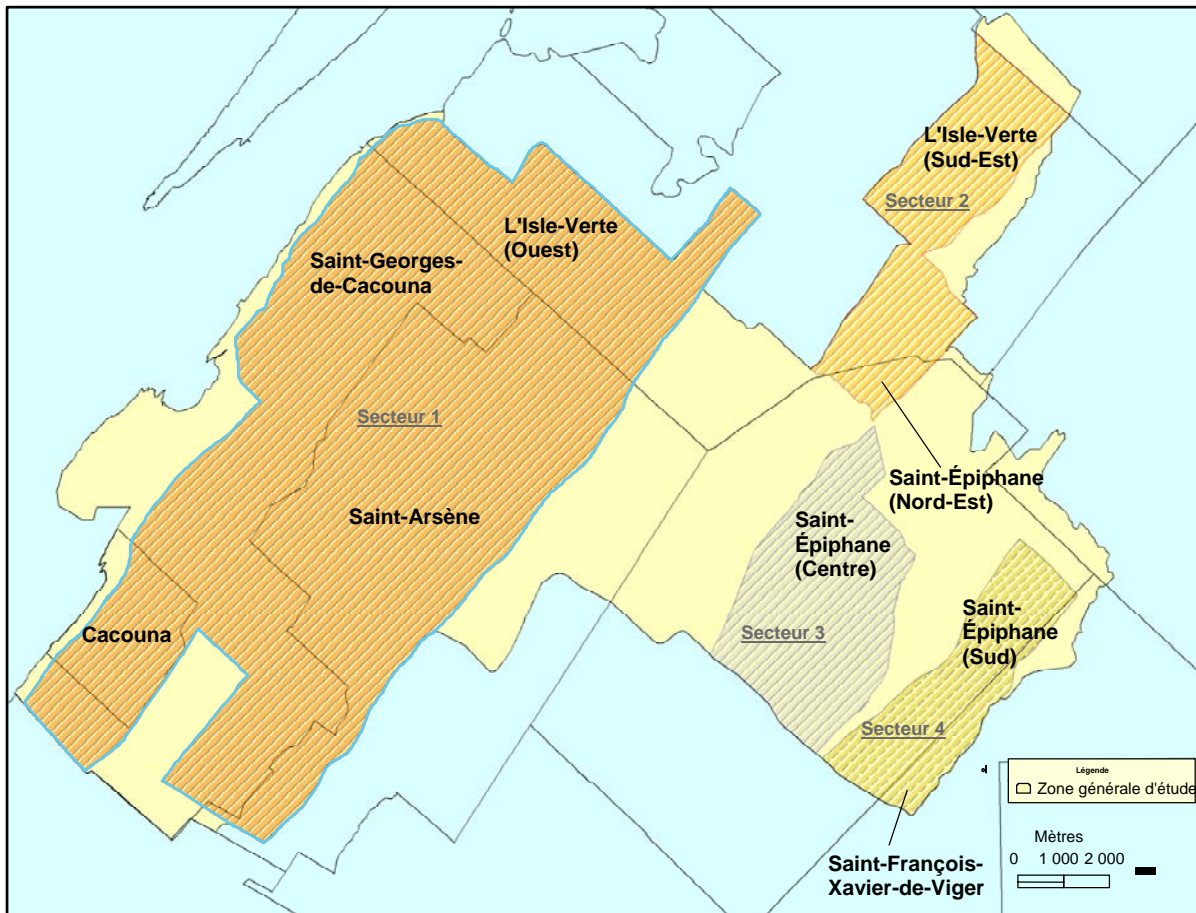 L'Isle-Verte
(Sud-Est)
Secteur 2
L'Isle-Verte
(Ouest)
Saint-Georges-
de-Cacouna
Secteur 1
Saint-Épiphane
(Nord-Est)
Saint-Arsène
Saint-
Épiphane
(Centre)
Secteur 3
Saint-
Épiphane
(Sud)
Cacouna
Secteur 4
Légende
Zone générale d'étude
Mètres
0 1 000 2 000
Saint-François-
Xavier-de-Viger